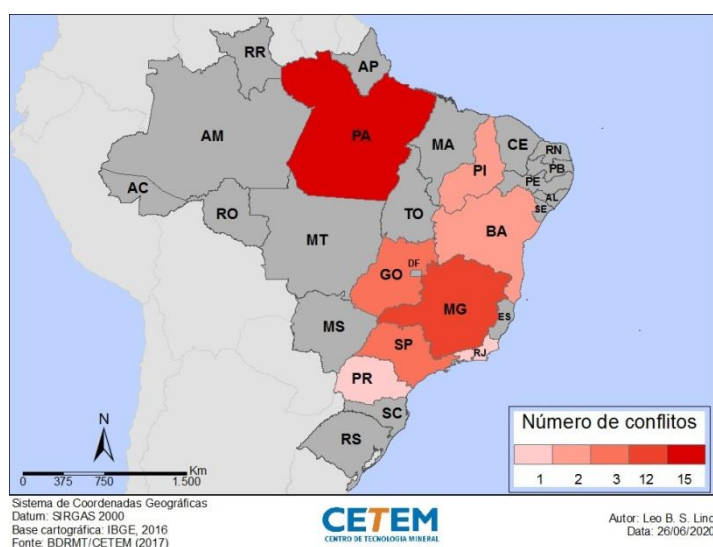 RR
AP
AM
PA
MA
CE
RN
PB
PE
AL
SE
PI
AC
RO
TO
BA
MT
DF
GO
MG
ES
MS
SP
RJ
PR
SC
RS
N
Km
0 375 750 1.500
Número de conflitos
1 2 3 12 15
Sistema de Coordenadas Geográficas
Datum: SIRGAS 2000
Base cartográfica: IBGE, 2016
Fonte: BDRMT/CETEM (2017)
CETEM
CENTRO DE TECNOLOGIA MINERAL
Autor: Leo B. S. Lino
Data: 26/06/2020